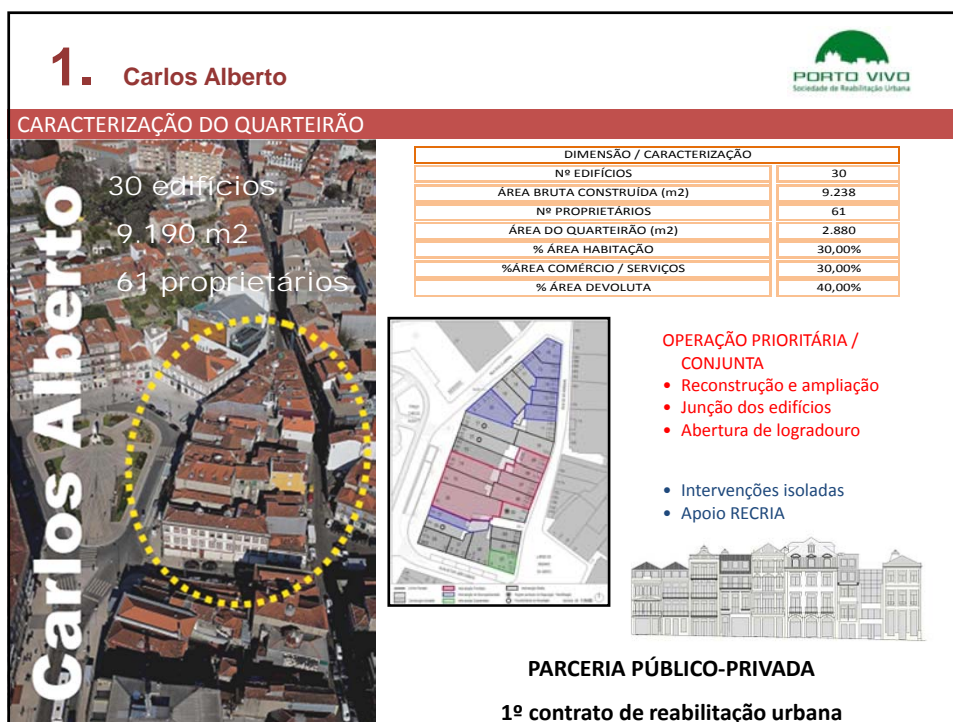 1. Carlos Alberto
PORTO VIVO
Sociedade de Reabilitação Urbana
CARACTERIZAÇÃO DO QUARTEIRÃO
Carlos Alberto
30 edifícios
9.190 m2
61 proprietários
DIMENSÃO / CARACTERIZAÇÃO
Nº EDIFÍCIOS 30
ÁREA BRUTA CONSTRUÍDA (m2) 9.238
Nº PROPRIETÁRIOS 61
ÁREA DO QUARTEIRÃO (m2) 2.880
% ÁREA HABITAÇÃO 30,00%
%ÁREA COMÉRCIO / SERVIÇOS 30,00%
% ÁREA DEVOLUTA 40,00%
OPERAÇÃO PRIORITÁRIA /
CONJUNTA
• Reconstrução e ampliação
• Junção dos edifícios
• Abertura de logradouro
• Intervenções isoladas
• Apoio RECRIA
PARCERIA PÚBLICO-PRIVADA
1º contrato de reabilitação urbana